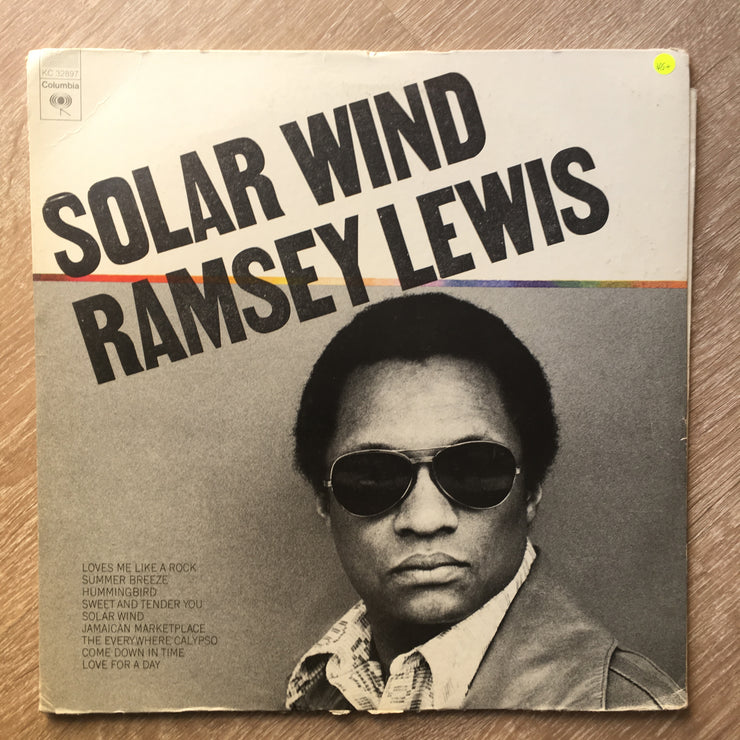 KC 32897
Columbia
VG+
SOLAR WIND
RAMSEY LEWIS
LOVES ME LIKE A ROCK
SUMMER BREEZE
HUMMINGBIRD
SWEET AND TENDER YOU
SOLAR WIND
JAMAICAN MARKETPLACE
THE EVERYWHERE CALYPSO
COME DOWN IN TIME
LOVE FOR A DAY